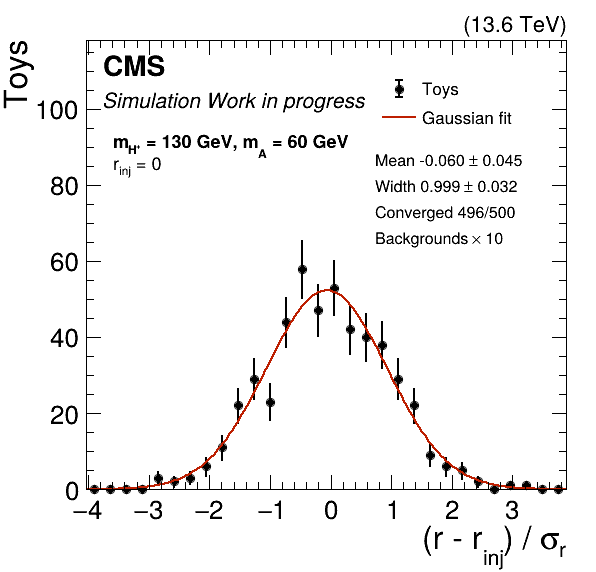 (13.6 TeV)
Toys
CMS
Simulation Work in progress
m_H⁺ = 130 GeV, m_A = 60 GeV
r_inj = 0
Toys
Gaussian fit
Mean -0.060 ± 0.045
Width 0.999 ± 0.032
Converged 496/500
Backgrounds × 10
100
80
60
40
20
0
−4 −3 −2 −1 0 1 2 3
(r - r_inj) / σ_r